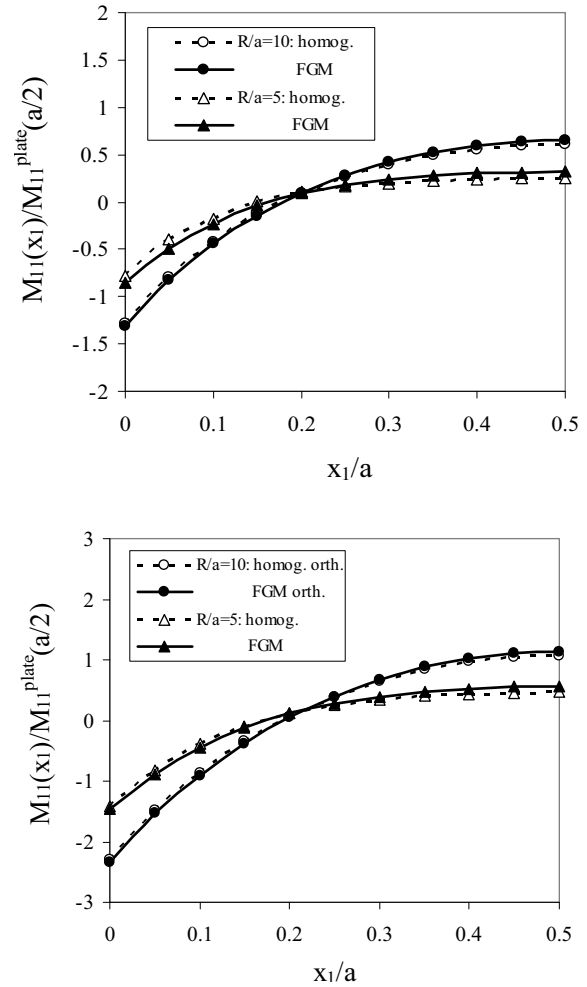 2
1.5
1
0.5
0
-0.5
-1
-1.5
-2
M11(x1)/M11plate(a/2)
R/a=10: homog.
FGM
R/a=5: homog.
FGM
0 0.1 0.2 0.3 0.4 0.5
x1/a
3
2
1
0
-1
-2
-3
M11(x1)/M11plate(a/2)
R/a=10: homog. orth.
FGM orth.
R/a=5: homog.
FGM
0 0.1 0.2 0.3 0.4 0.5
x1/a